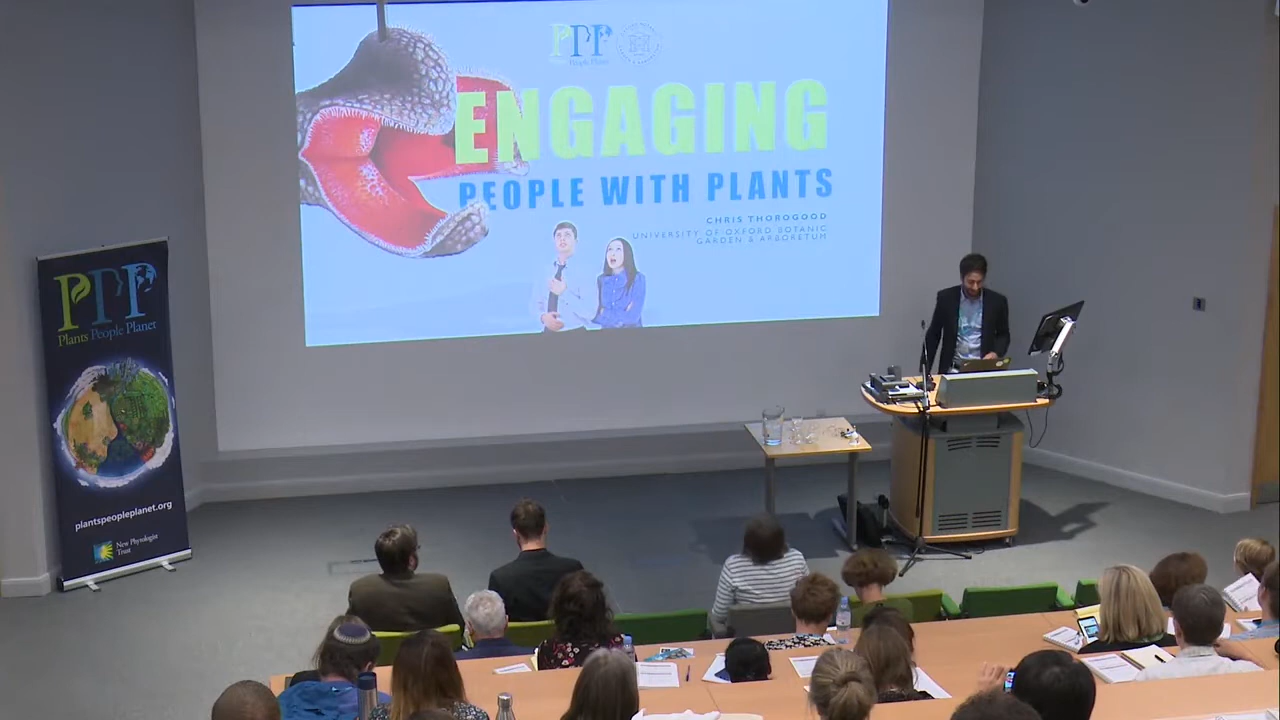 PPP
Plants People Planet
ENGAGING
PEOPLE WITH PLANTS
CHRIS THOROGOOD
UNIVERSITY OF OXFORD BOTANIC
GARDEN & ARBORETUM
PPP
Plants People Planet
plantspeopleplanet.org
New Phytologist
Trust